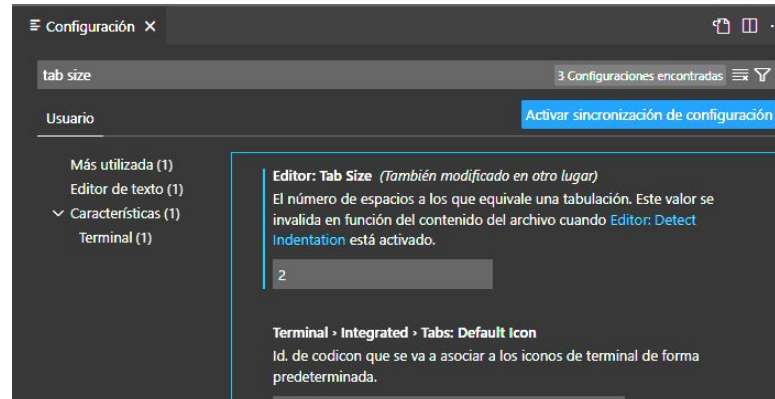 Configuración
tab size
3 Configuraciones encontradas
Usuario
Activar sincronización de configuración
Más utilizada (1)
Editor de texto (1)
Características (1)
Terminal (1)
Editor: Tab Size (También modificado en otro lugar)
El número de espacios a los que equivale una tabulación. Este valor se
invalida en función del contenido del archivo cuando Editor: Detect
Indentation está activado.
2
Terminal › Integrated › Tabs: Default Icon
Id. de codicon que se va a asociar a los iconos de terminal de forma
predeterminada.